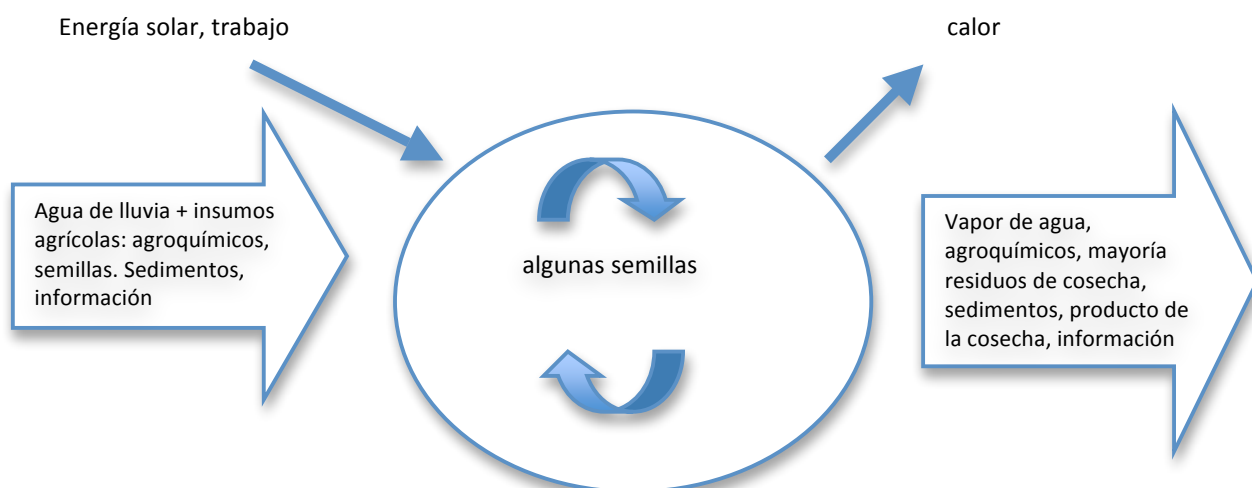 Energía solar, trabajo
calor
Agua de lluvia + insumos
agrícolas: agroquímicos,
semillas. Sedimentos,
información
algunas semillas
Vapor de agua,
agroquímicos, mayoría
residuos de cosecha,
sedimentos, producto de
la cosecha, información